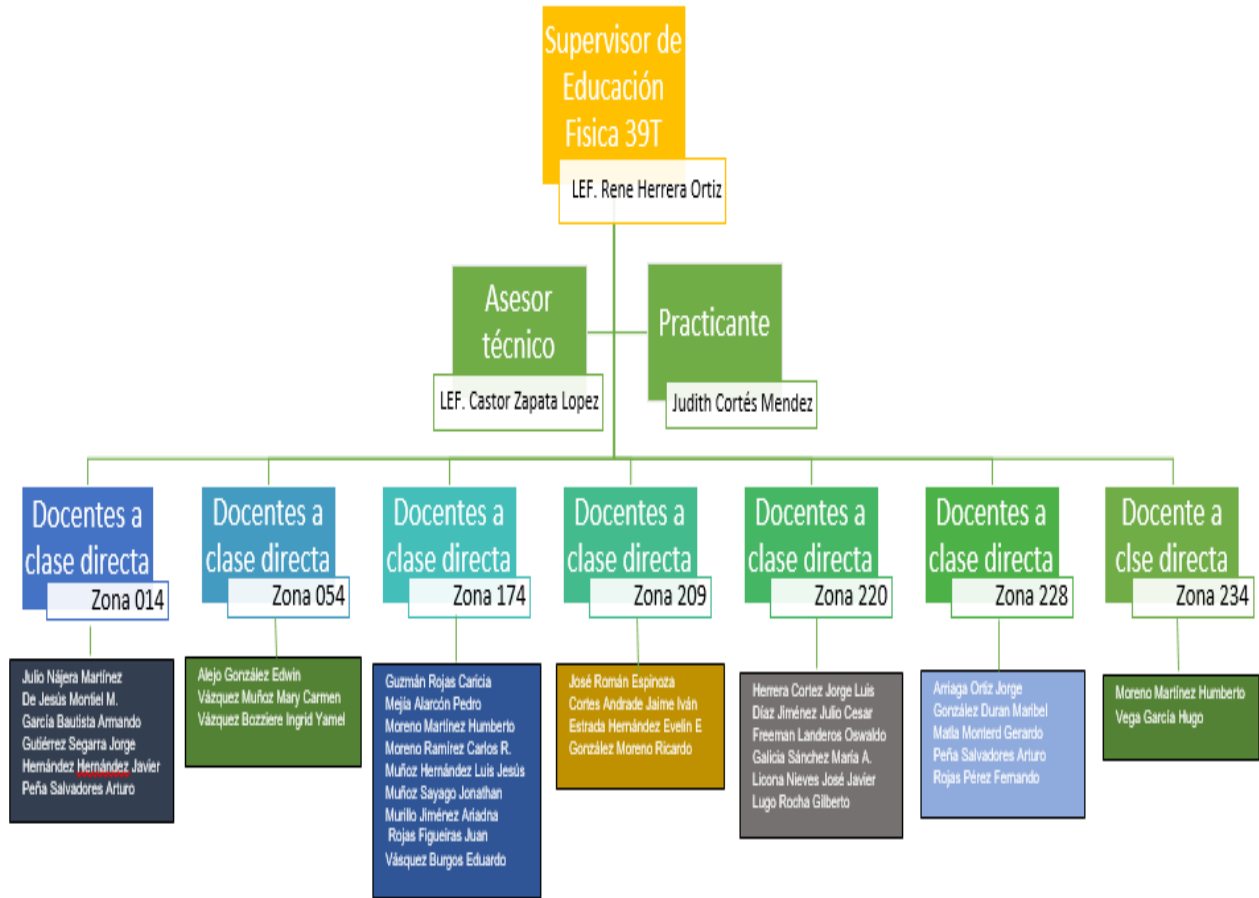 Supervisor de
Educación
Fisica 39T
LEF. Rene Herrera Ortiz
Asesor
técnico
LEF. Castor Zapata Lopez
Practicante
Judith Cortés Mendez
Docentes a
clase directa
Zona 014
Docentes a
clase directa
Zona 054
Docentes a
clase directa
Zona 174
Docentes a
clase directa
Zona 209
Docentes a
clase directa
Zona 220
Docentes a
clase directa
Zona 228
Docente a
clse directa
Zona 234
Julio Nájera Martínez
De Jesús Montiel M.
García Bautista Armando
Gutiérrez Segarra Jorge
Hernández Hernández Javier
Peña Salvadores Arturo
Alejo González Edwin
Vázquez Muñoz Mary Carmen
Vázquez Bozziere Ingrid Yamel
Guzmán Rojas Caricia
Mejía Alarcón Pedro
Moreno Martínez Humberto
Moreno Ramírez Carlos R.
Muñoz Hernández Luis Jesús
Muñoz Sayago Jonathan
Murillo Jiménez Ariadna
Rojas Figueiras Juan
Vásquez Burgos Eduardo
José Román Espinoza
Cortes Andrade Jaime Iván
Estrada Hernández Evelin E
González Moreno Ricardo
Herrera Cortez Jorge Luis
Díaz Jiménez Julio Cesar
Freeman Landeros Oswaldo
Galicia Sánchez María A.
Licona Nieves José Javier
Lugo Rocha Gilberto
Arriaga Ortiz Jorge
González Duran Maribel
Matla Monterd Gerardo
Peña Salvadores Arturo
Rojas Pérez Fernando
Moreno Martínez Humberto
Vega García Hugo